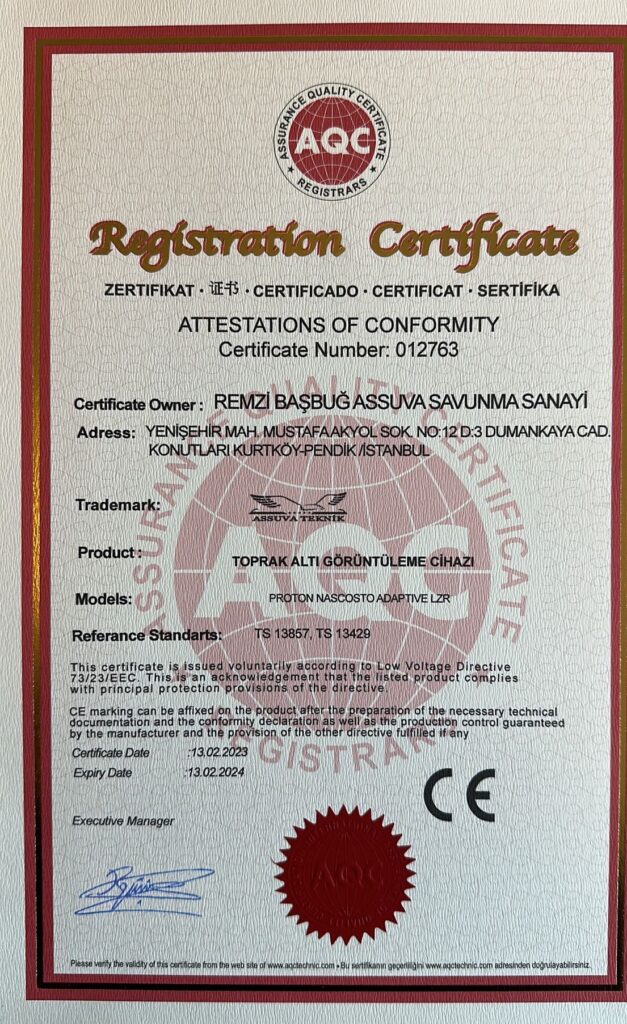 ASSURANCE QUALITY CERTIFICATE
AQC
REGISTRARS
Registration Certificate
ZERTIFIKAT · 证书 · CERTIFICADO · CERTIFICAT · SERTİFİKA
ATTESTATIONS OF CONFORMITY
Certificate Number: 012763
Certificate Owner : REMZİ BAŞBUĞ ASSUVA SAVUNMA SANAYİ
Adress: YENİŞEHİR MAH. MUSTAFA AKYOL SOK. NO:12 D:3 DUMANKAYA CAD.
KONUTLARI KURTKÖY-PENDİK /İSTANBUL
Trademark:
ASSUVA TEKNİK
Product : TOPRAK ALTI GÖRÜNTÜLEME CİHAZI
Models: PROTON NASCOSTO ADAPTIVE LZR
Referance Standarts: TS 13857, TS 13429
This certificate is issued voluntarily according to Low Voltage Directive
73/23/EEC. This is an acknowledgement that the listed product complies
with principal protection provisions of the directive.
CE marking can be affixed on the product after the preparation of the necessary technical
documentation and the conformity declaration as well as the production control guaranteed
by the manufacturer and the provision of the other directive fulfilled if any
Certificate Date :13.02.2023
Expiry Date :13.02.2024
CE
Executive Manager
AQC
Please verify the validity of this certificate from the web site of www.aqctechnic.com • Bu sertifikanın geçerliliğini www.aqctechnic.com adresinden doğrulayabilirsiniz.
ASSURANCE QUALITY CERTIFICATE
AQC
REGISTRARS